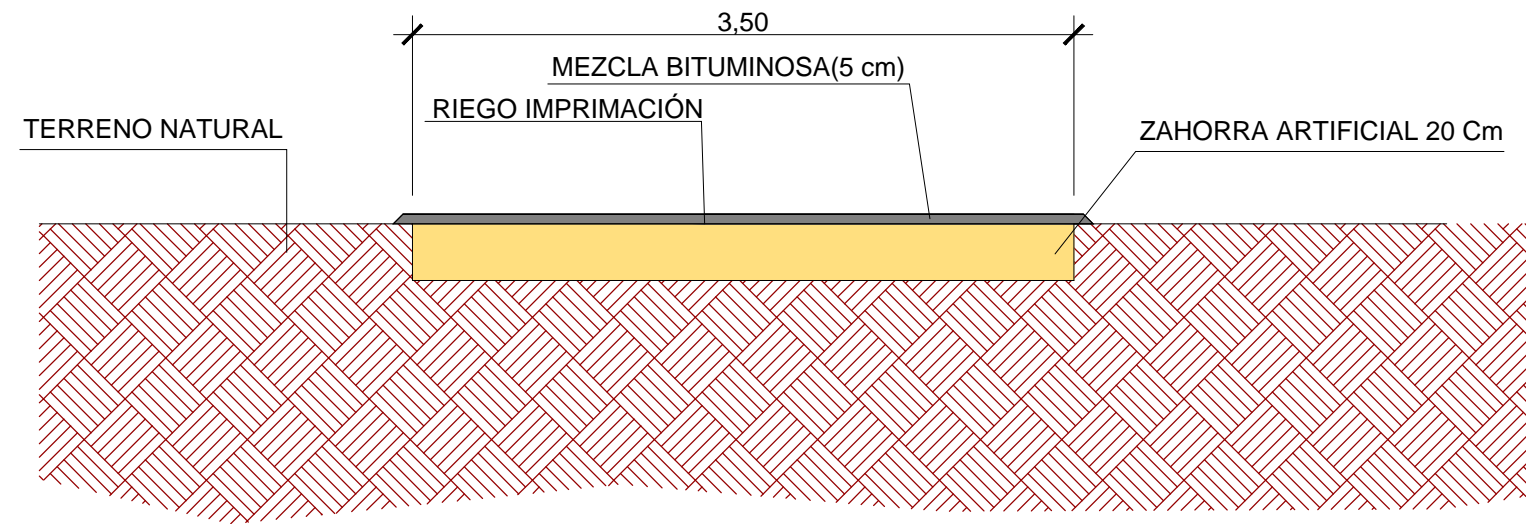 3,50
MEZCLA BITUMINOSA(5 cm)
RIEGO IMPRIMACIÓN
TERRENO NATURAL
ZAHORRA ARTIFICIAL 20 Cm